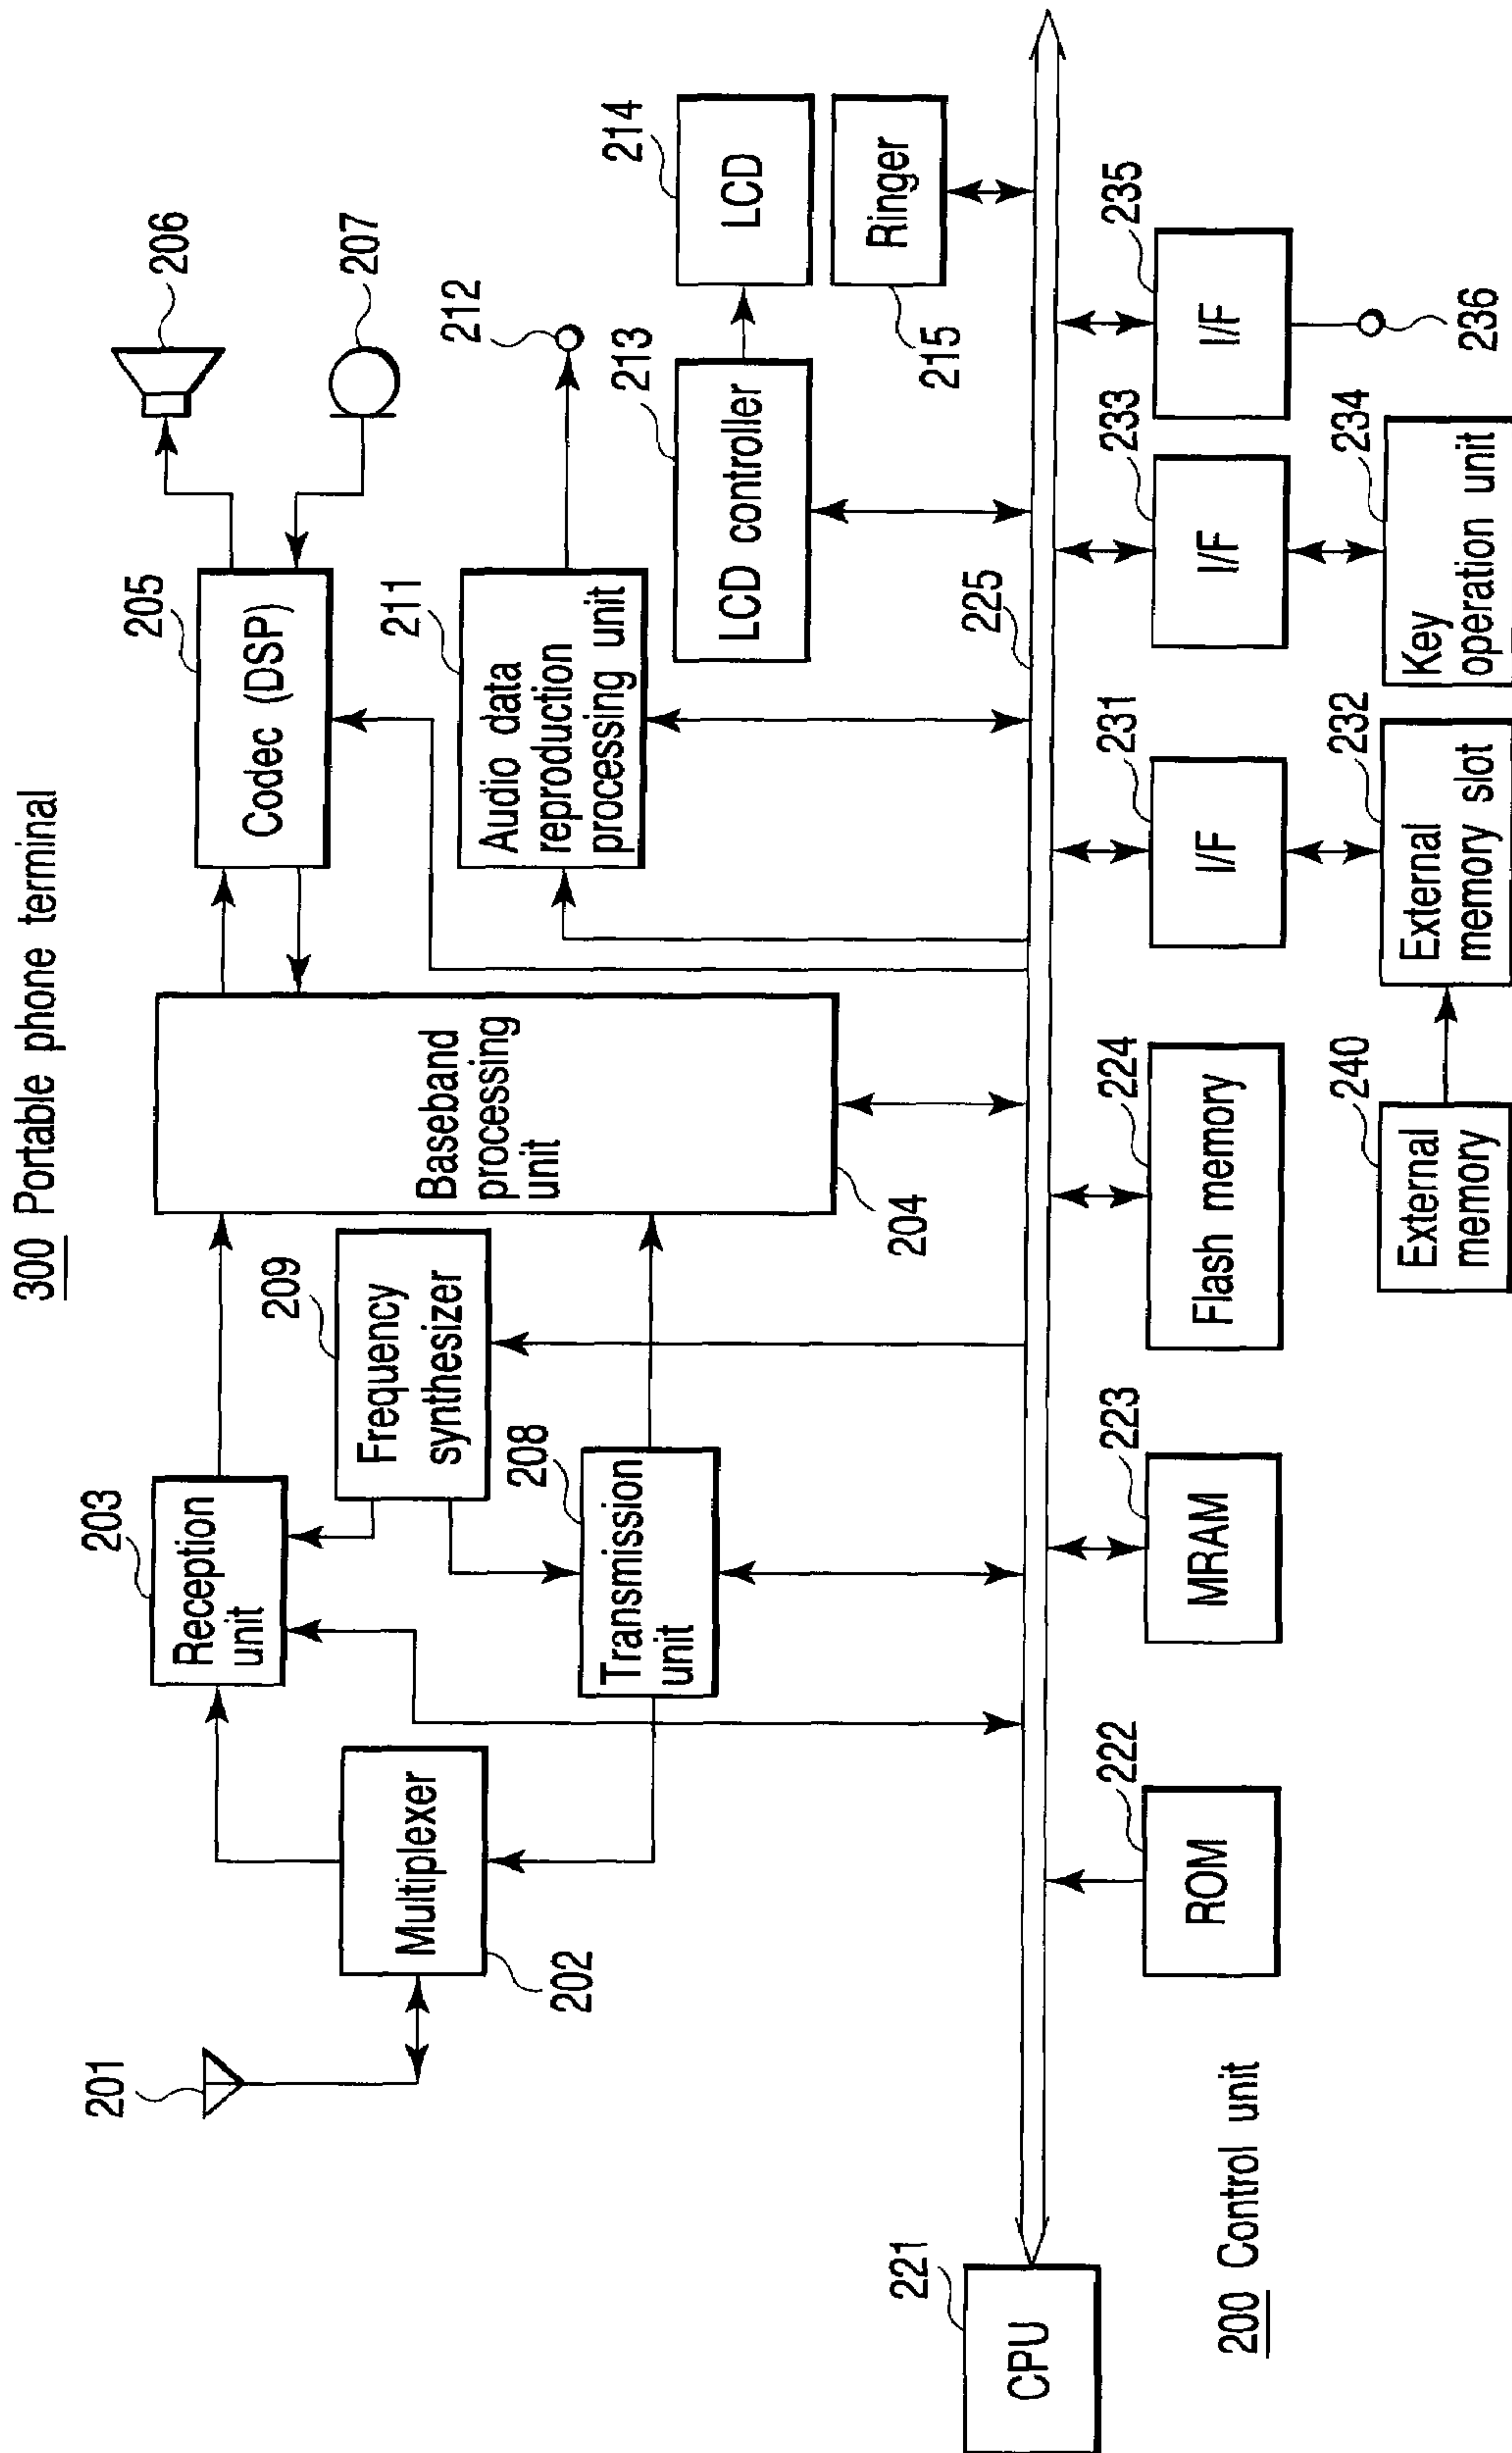 300 Portable phone terminal
201
202
Multiplexer
203
Reception
unit
209
Frequency
synthesizer
208
Transmission
unit
204
Baseband
processing
unit
205
Codec (DSP)
206
207
211
Audio data
reproduction
processing unit
212
213
LCD controller
214
LCD
215
Ringer
225
221
CPU
200 Control unit
222
ROM
223
MRAM
224
Flash memory
231
I/F
233
I/F
235
I/F
236
240
External
memory
232
External
memory slot
234
Key
operation unit